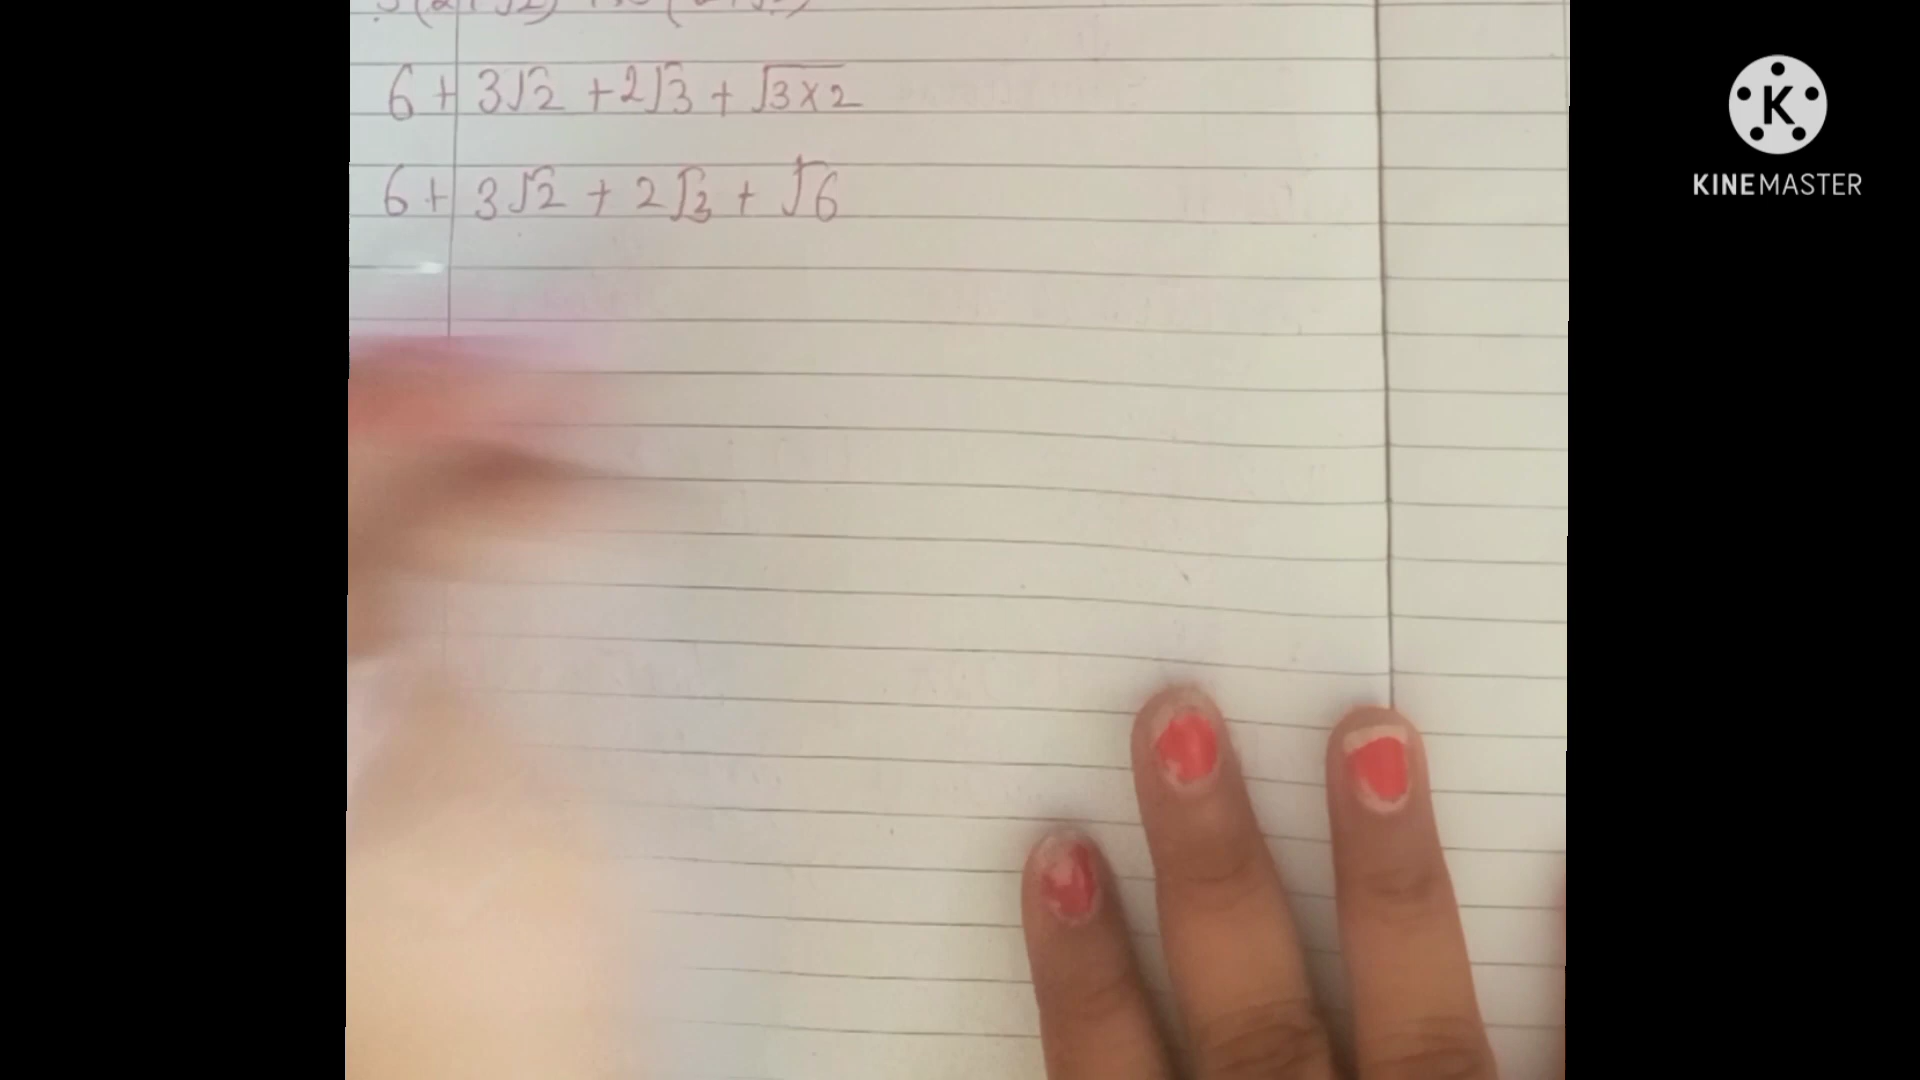 6 + 3√2 + 2√3 + √3×2
6 + 3√2 + 2√3 + √6
K
KINEMASTER